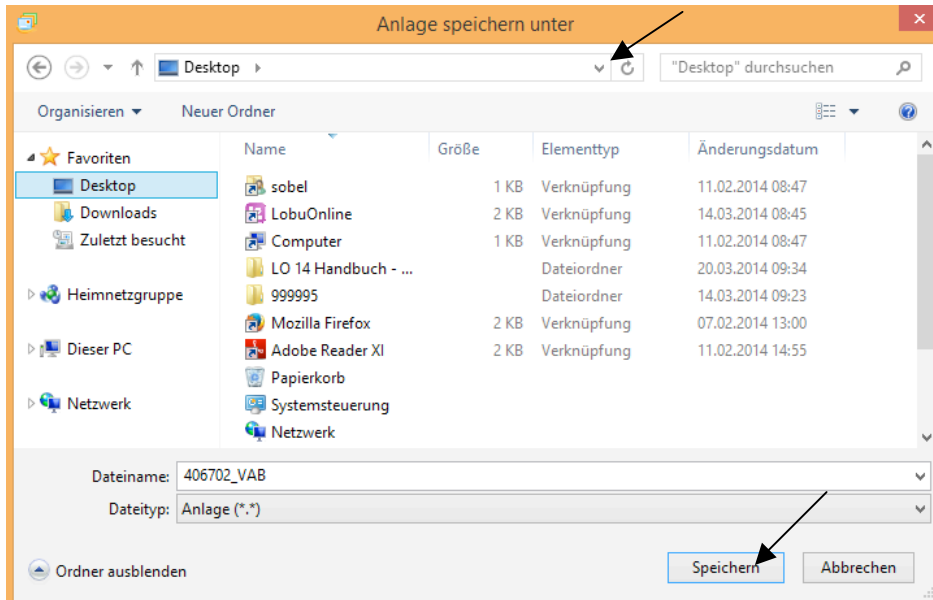 Anlage speichern unter
Desktop "Desktop" durchsuchen
Organisieren Neuer Ordner
Name Größe Elementtyp Änderungsdatum
Favoriten
Desktop
Downloads
Zuletzt besucht
Heimnetzgruppe
Dieser PC
Netzwerk
sobel 1 KB Verknüpfung 11.02.2014 08:47
LobuOnline 2 KB Verknüpfung 14.03.2014 08:45
Computer 1 KB Verknüpfung 11.02.2014 08:47
LO 14 Handbuch - ... Dateiordner 20.03.2014 09:34
999995 Dateiordner 14.03.2014 09:23
Mozilla Firefox 2 KB Verknüpfung 07.02.2014 13:00
Adobe Reader XI 2 KB Verknüpfung 11.02.2014 14:55
Papierkorb
Systemsteuerung
Netzwerk
Dateiname: 406702_VAB
Dateityp: Anlage (*.*)
Ordner ausblenden Speichern Abbrechen